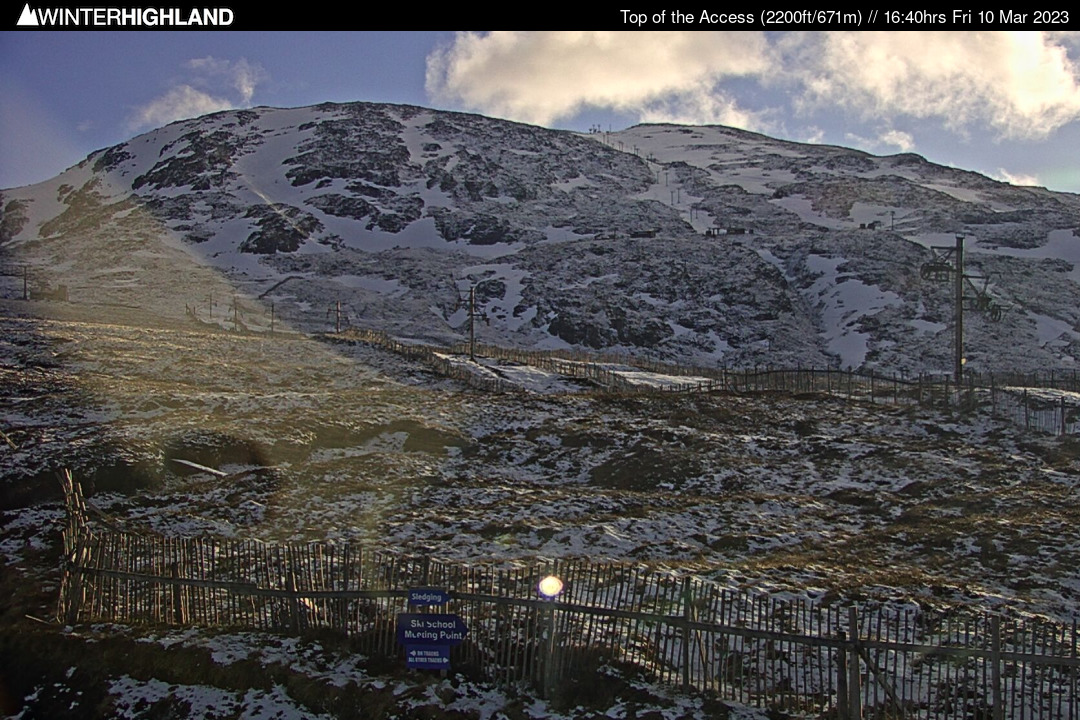 WINTERHIGHLAND
Top of the Access (2200ft/671m) // 16:40hrs Fri 10 Mar 2023
Sledging
Ski School
Meeting Point